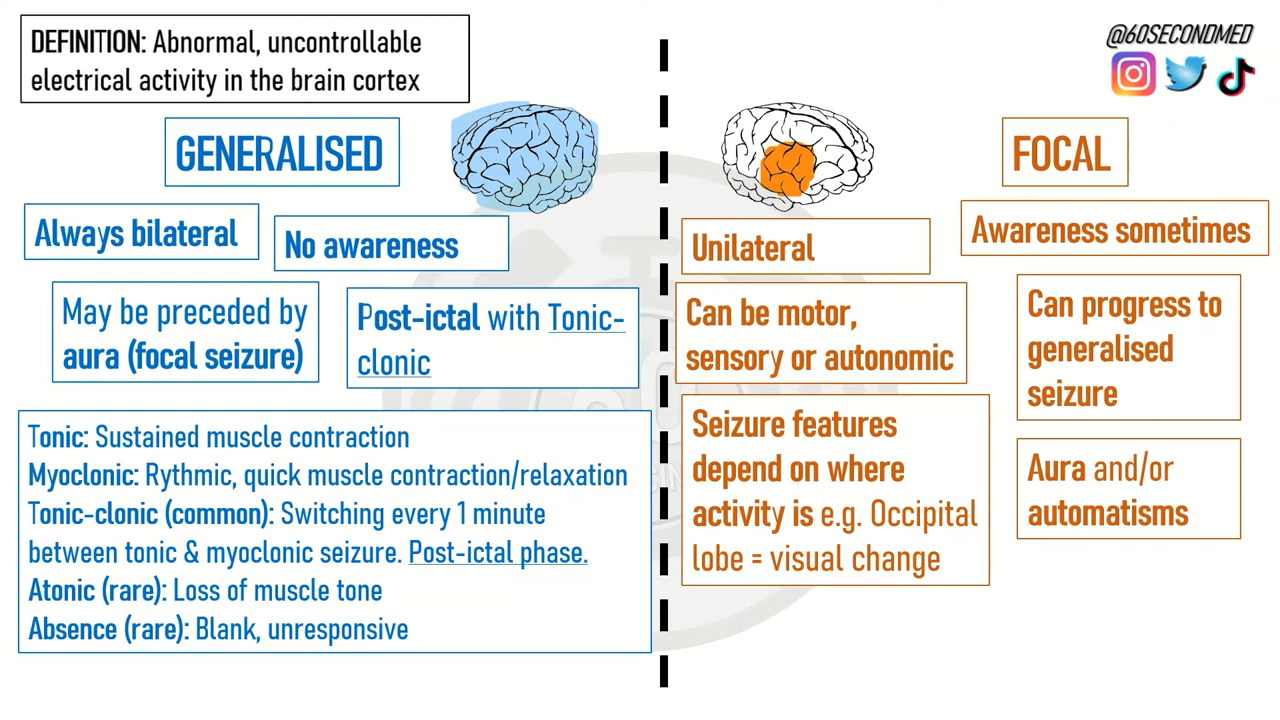 DEFINITION: Abnormal, uncontrollable
electrical activity in the brain cortex
@60SECONDMED
GENERALISED
Always bilateral
No awareness
May be preceded by
aura (focal seizure)
Post-ictal with Tonic-
clonic
Tonic: Sustained muscle contraction
Myoclonic: Rythmic, quick muscle contraction/relaxation
Tonic-clonic (common): Switching every 1 minute
between tonic & myoclonic seizure. Post-ictal phase.
Atonic (rare): Loss of muscle tone
Absence (rare): Blank, unresponsive
FOCAL
Unilateral
Awareness sometimes
Can be motor,
sensory or autonomic
Can progress to
generalised
seizure
Seizure features
depend on where
activity is e.g. Occipital
lobe = visual change
Aura and/or
automatisms